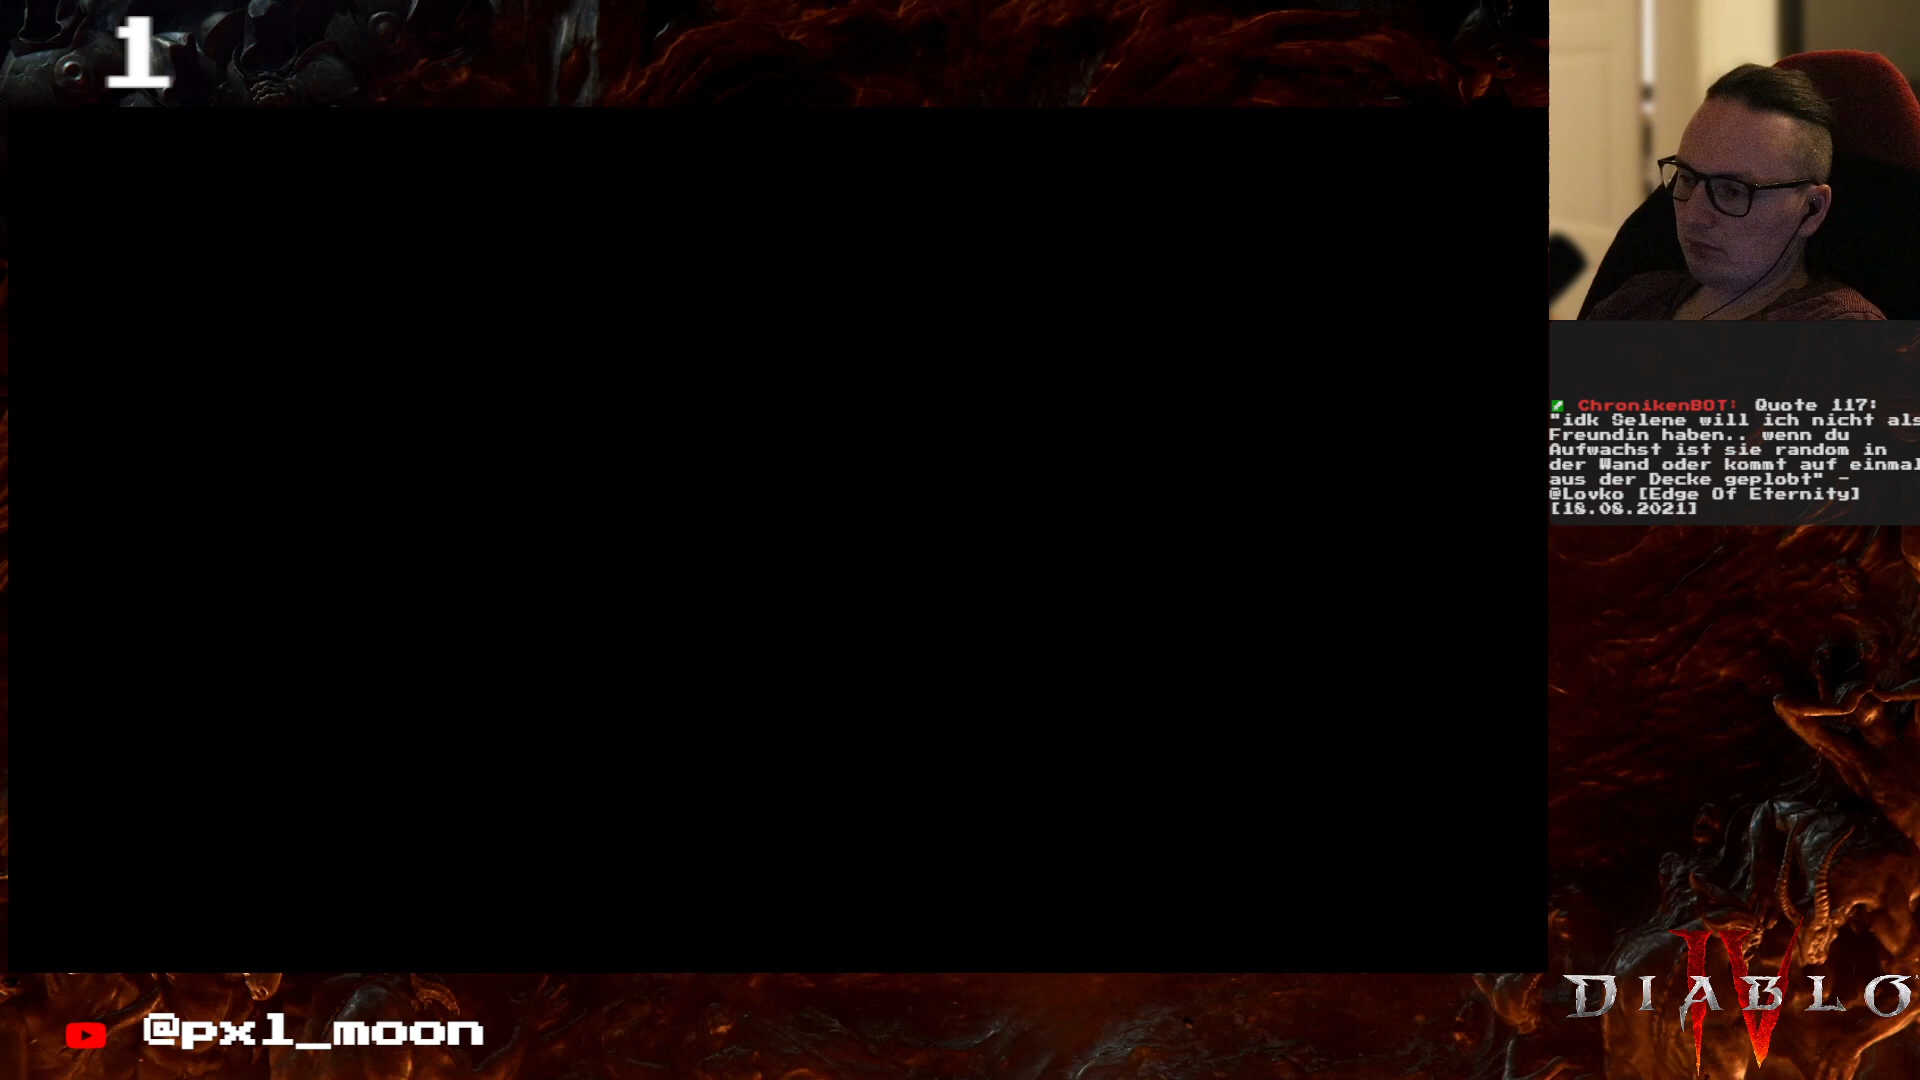 1
ChronikenBOT: Quote 117:
"idk Selene will ich nicht als
Freundin haben.. wenn du
Aufwachst ist sie random in
der Wand oder kommt auf einmal
aus der Decke geplobt" -
@Lovko [Edge Of Eternity]
[18.08.2021]
DIABLO
IV
@pxl_moon